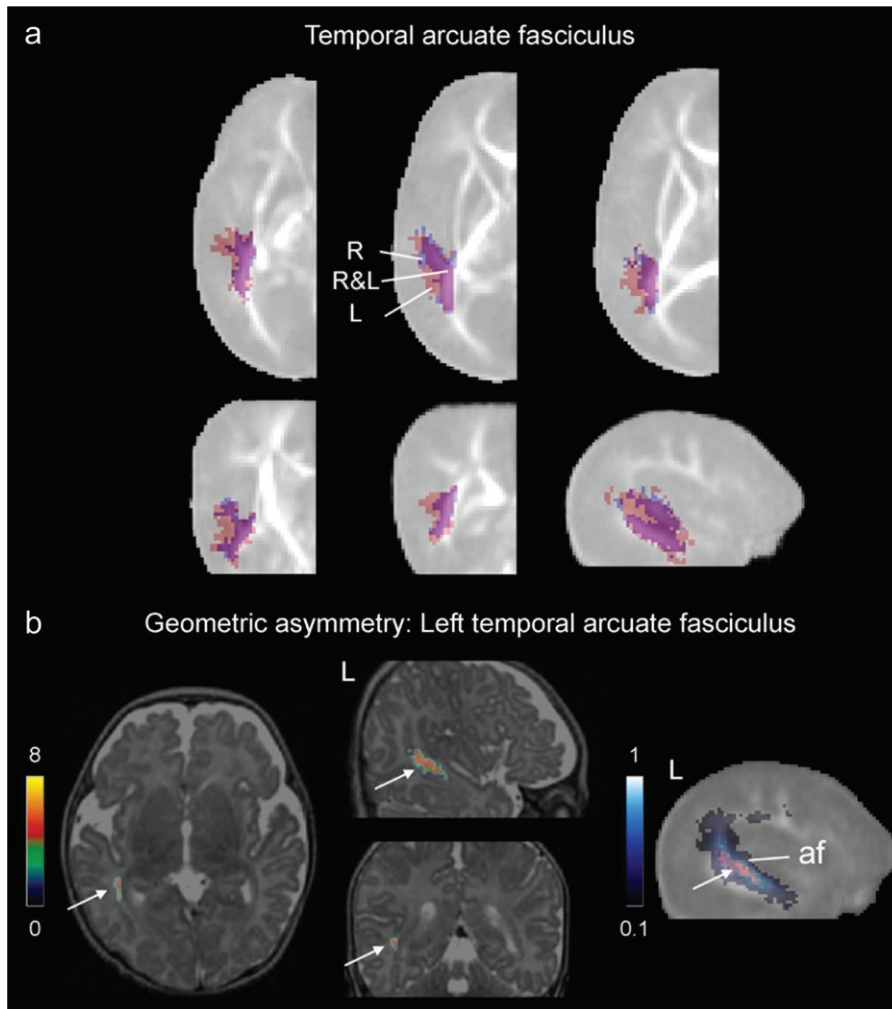 a
Temporal arcuate fasciculus
R
R&L
L
b
Geometric asymmetry: Left temporal arcuate fasciculus
L
8
0
1
0.1
L
af